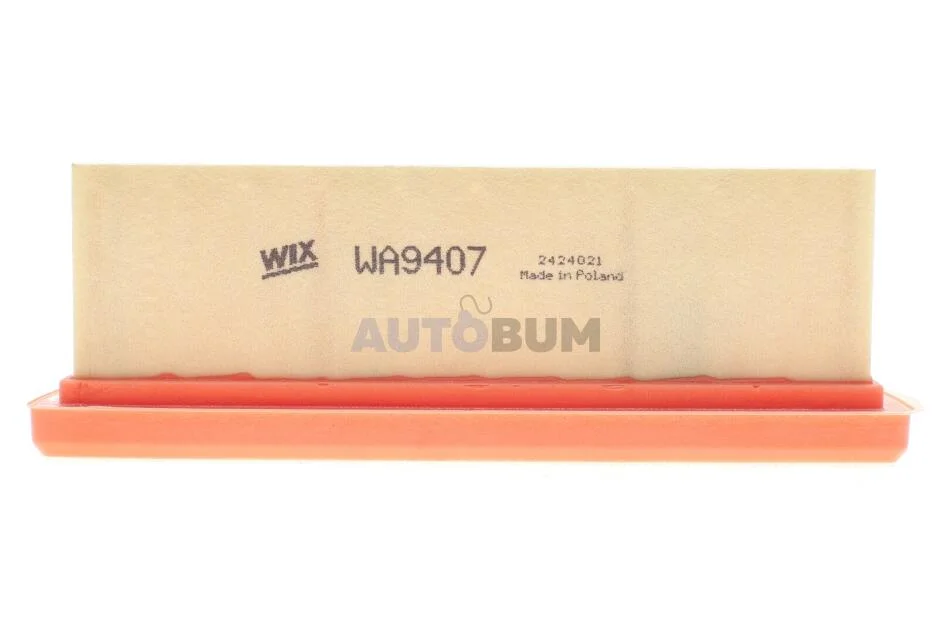 WIX WA9407 2424021
Made in Poland
AUTOBUM